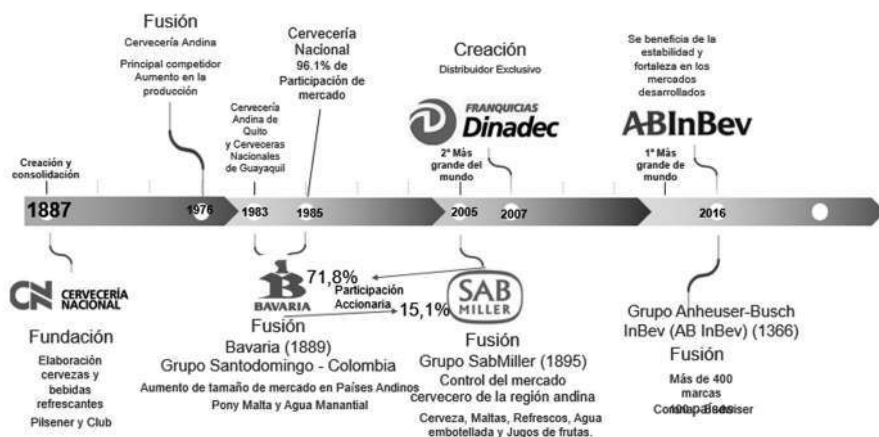 Fusión
Cervecería Andina
Principal competidor
Aumento en la
producción
Cervecería
Nacional
96.1% de
Participación de
mercado
Creación
Distribuidor Exclusivo
FRANQUICIAS
Dinadec
Se beneficia de la
estabilidad y
fortaleza en los
mercados
desarrollados
ABInBev
Creación y
consolidación
Cervecería
Andina de
Quito
y Cerveceras
Nacionales
de Guayaquil
2ª Más
grande del
mundo
1ª Más
grande de
mundo
1887
1976
1983
1985
2005
2007
2016
CN CERVECERÍA
NACIONAL
Fundación
Elaboración
cervezas y
bebidas
refrescantes
Pilsener y Club
B
BAVARIA
71,8%
Participación
Accionaria
15,1%
SAB
MILLER
Fusión
Bavaria (1889)
Grupo Santodomingo - Colombia
Aumento de tamaño de mercado en Países Andinos
Pony Malta y Agua Manantial
Fusión
Grupo SabMiller (1895)
Control del mercado
cervecero de la región andina
Cerveza, Maltas, Refrescos, Agua
embotellada y Jugos de frutas.
Grupo Anheuser-Busch
InBev (AB InBev) (1366)
Fusión
Más de 400
marcas